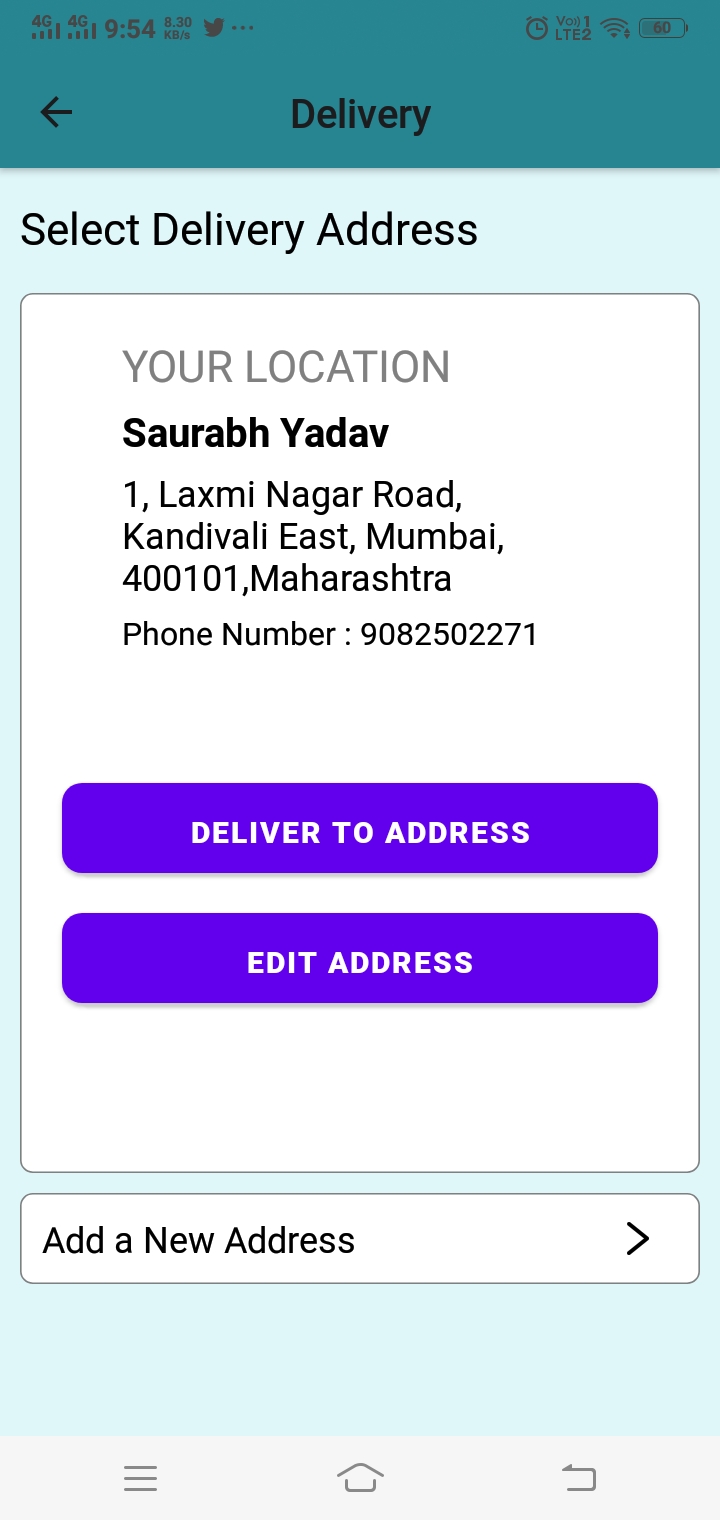 4G 4G 9:54 8.30 KB/s ... Vo)) 1 LTE2 60
Delivery
Select Delivery Address
YOUR LOCATION
Saurabh Yadav
1, Laxmi Nagar Road,
Kandivali East, Mumbai,
400101,Maharashtra
Phone Number : 9082502271
DELIVER TO ADDRESS
EDIT ADDRESS
Add a New Address